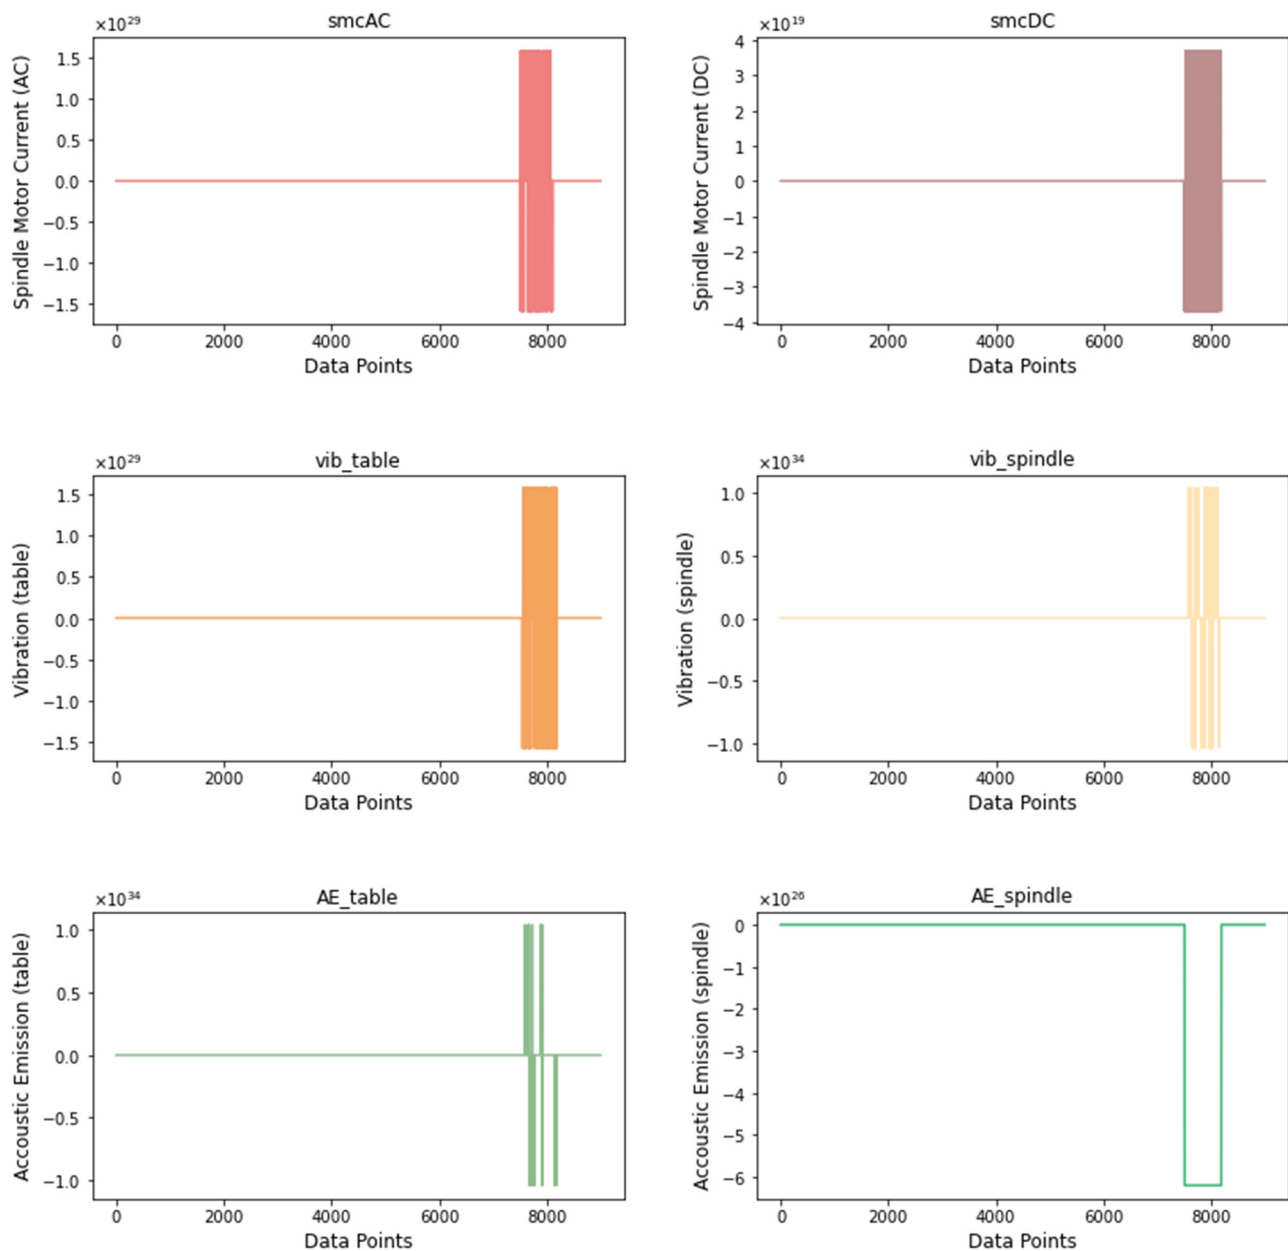 ×10²⁹
smcAC
Spindle Motor Current (AC)
1.5
1.0
0.5
0.0
−0.5
−1.0
−1.5
0 2000 4000 6000 8000
Data Points
×10¹⁹
smcDC
Spindle Motor Current (DC)
4
3
2
1
0
−1
−2
−3
−4
0 2000 4000 6000 8000
Data Points
×10²⁹
vib_table
Vibration (table)
1.5
1.0
0.5
0.0
−0.5
−1.0
−1.5
0 2000 4000 6000 8000
Data Points
×10³⁴
vib_spindle
Vibration (spindle)
1.0
0.5
0.0
−0.5
−1.0
0 2000 4000 6000 8000
Data Points
×10³⁴
AE_table
Accoustic Emission (table)
1.0
0.5
0.0
−0.5
−1.0
0 2000 4000 6000 8000
Data Points
×10²⁶
AE_spindle
Accoustic Emission (spindle)
0
−1
−2
−3
−4
−5
−6
0 2000 4000 6000 8000
Data Points